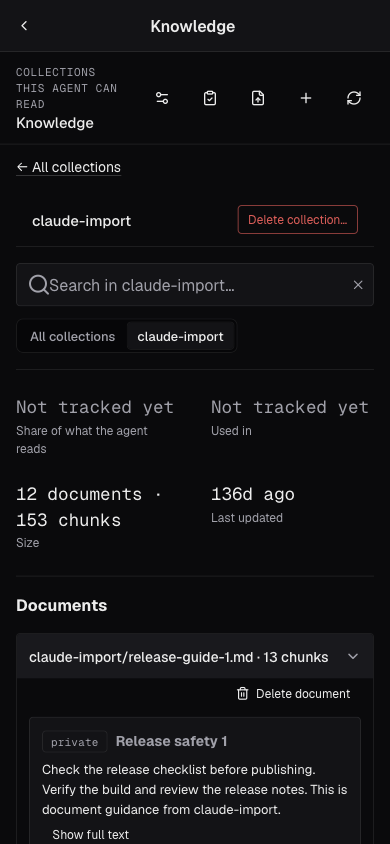 Knowledge
COLLECTIONS
THIS AGENT CAN
READ
Knowledge
← All collections
claude-import
Delete collection…
Search in claude-import…
All collections
claude-import
Not tracked yet
Share of what the agent
reads
Not tracked yet
Used in
12 documents ·
153 chunks
Size
136d ago
Last updated
Documents
claude-import/release-guide-1.md · 13 chunks
Delete document
private
Release safety 1
Check the release checklist before publishing.
Verify the build and review the release notes. This is
document guidance from claude-import.
Show full text